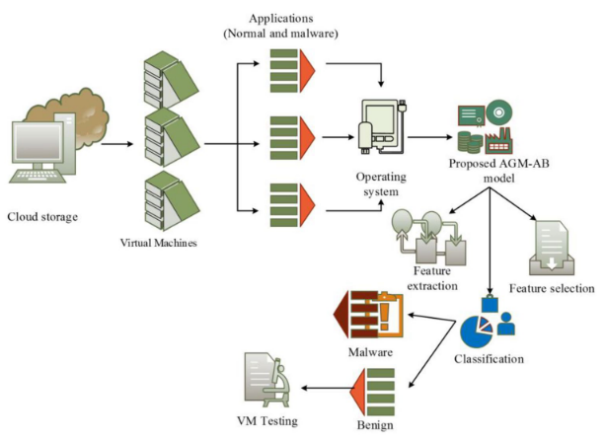 Applications
(Normal and malware)
Cloud storage
Virtual Machines
Operating
system
Proposed AGM-AB
model
Feature
extraction
Feature selection
Malware
Classification
VM Testing
Benign